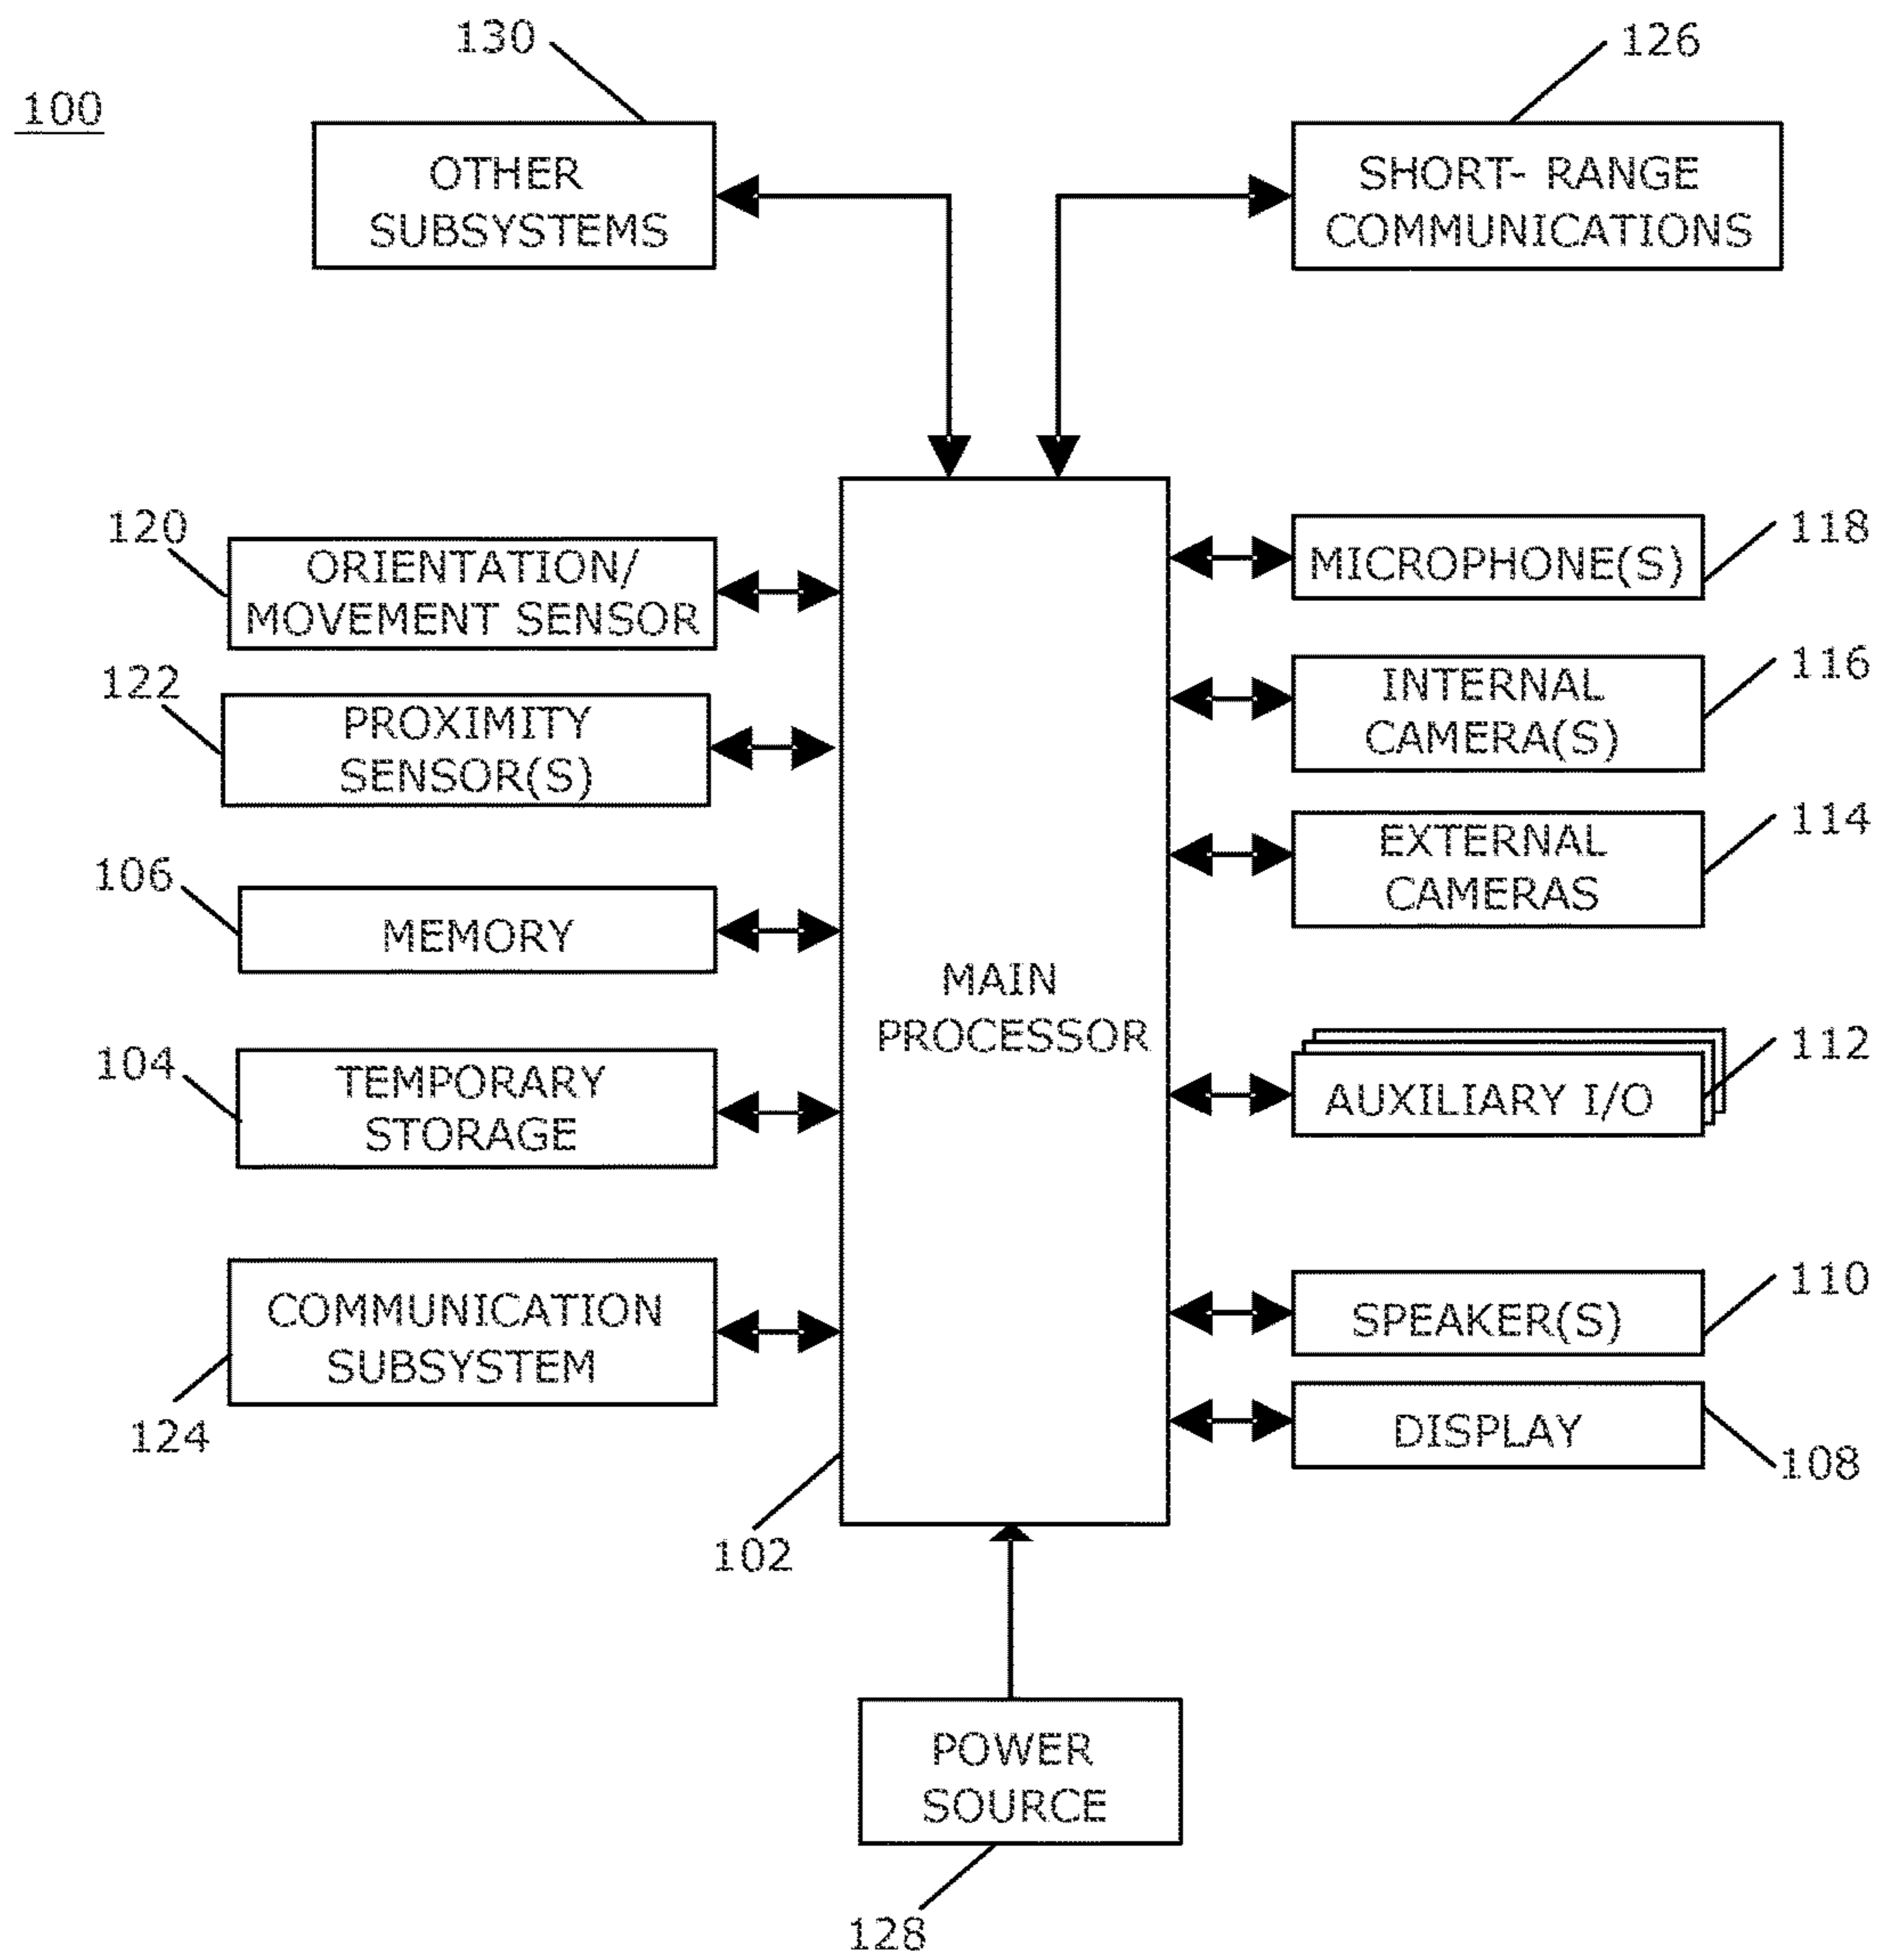 130
126
100
OTHER
SUBSYSTEMS
SHORT- RANGE
COMMUNICATIONS
120
ORIENTATION/
MOVEMENT SENSOR
118
MICROPHONE(S)
122
PROXIMITY
SENSOR(S)
116
INTERNAL
CAMERA(S)
114
EXTERNAL
CAMERAS
106
MEMORY
MAIN
PROCESSOR
104
TEMPORARY
STORAGE
112
AUXILIARY I/O
124
COMMUNICATION
SUBSYSTEM
110
SPEAKER(S)
DISPLAY
108
102
POWER
SOURCE
128